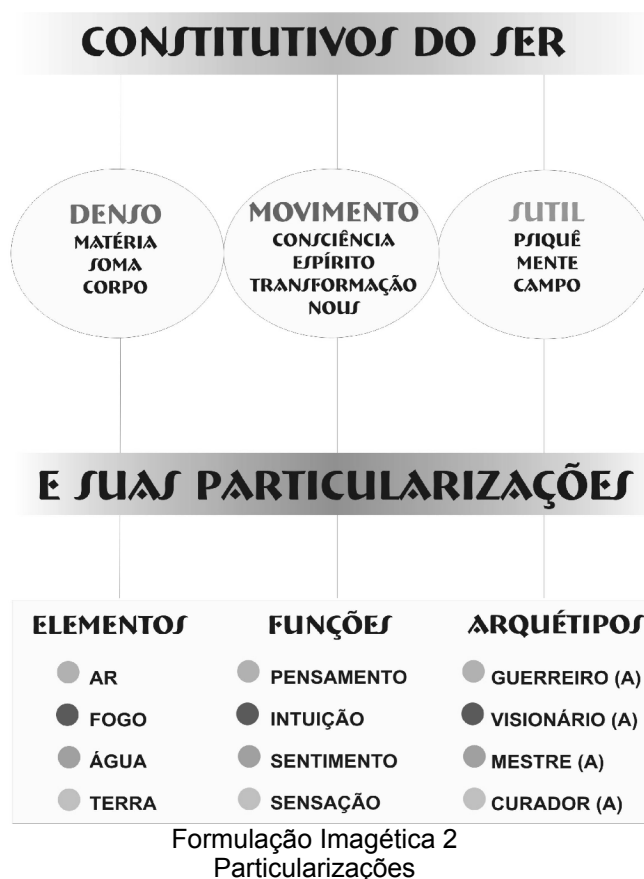 CONSTITUTIVOS DO SER
DENSO
MATÉRIA
SOMA
CORPO
MOVIMENTO
CONSCIÊNCIA
ESPÍRITO
TRANSFORMAÇÃO
NOUS
SUTIL
PSIQUÊ
MENTE
CAMPO
E SUAS PARTICULARIZAÇÕES
ELEMENTOS
AR
FOGO
ÁGUA
TERRA
FUNÇÕES
PENSAMENTO
INTUIÇÃO
SENTIMENTO
SENSAÇÃO
ARQUÉTIPOS
GUERREIRO (A)
VISIONÁRIO (A)
MESTRE (A)
CURADOR (A)
Formulação Imagética 2
Particularizações